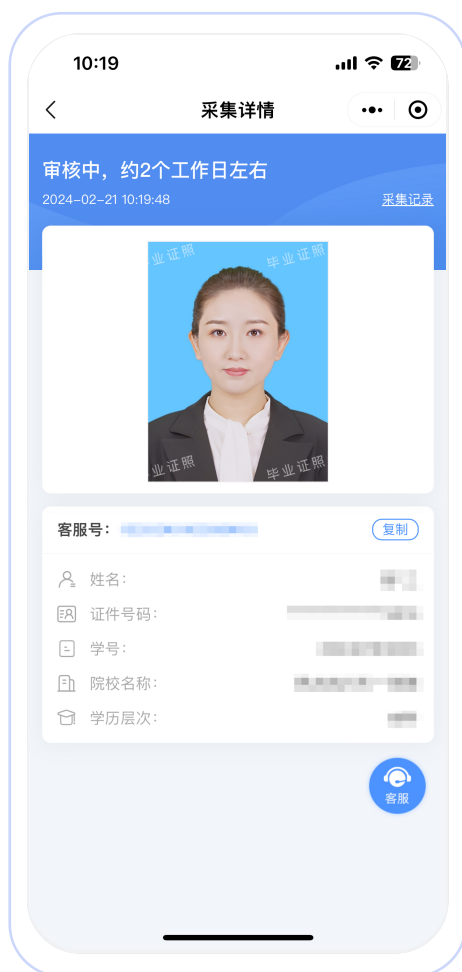 10:19
72
采集详情
审核中，约2个工作日左右
2024-02-21 10:19:48
采集记录
毕业证照
毕业证照
业证照
毕业证照
客服号：
复制
姓名：
证件号码：
学号：
院校名称：
学历层次：
客服